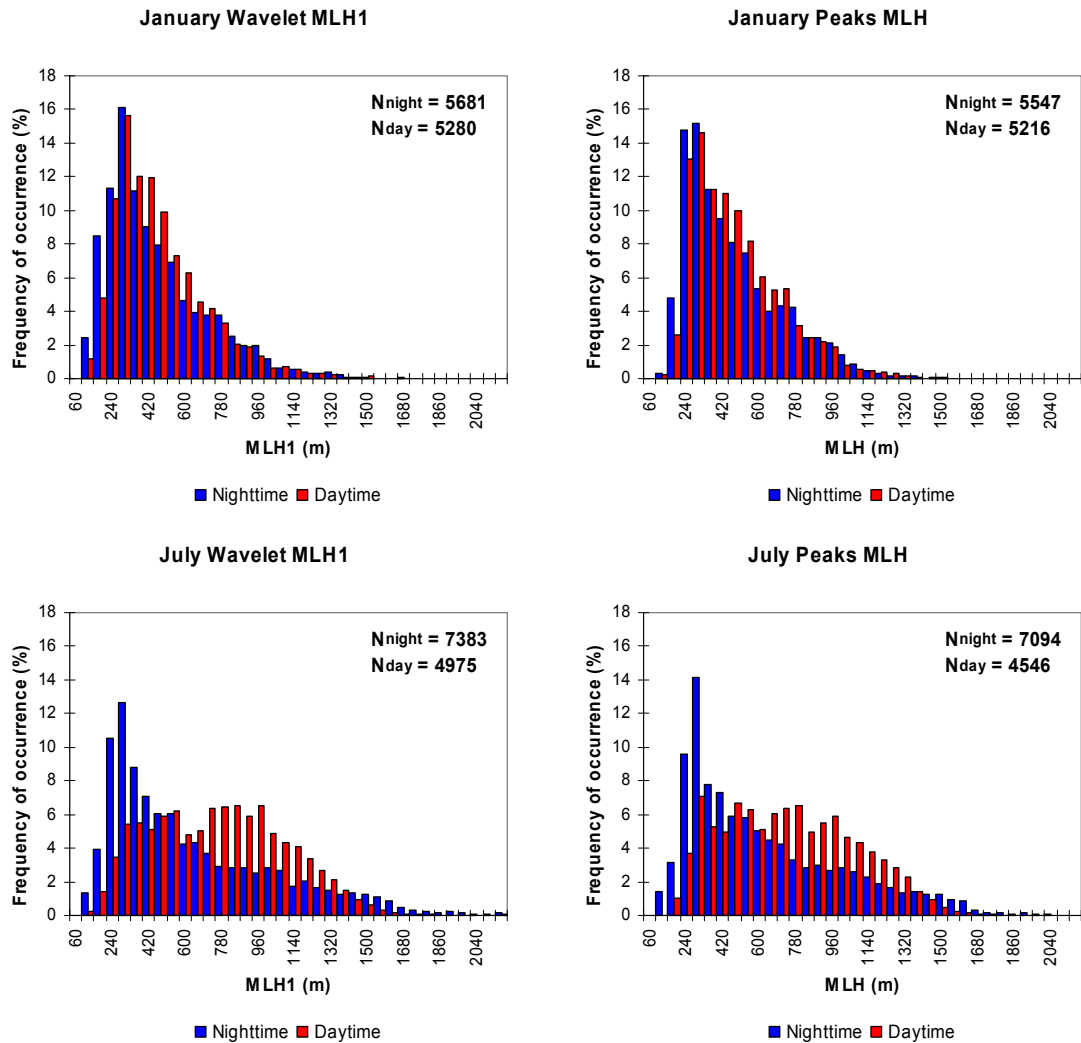 January Wavelet MLH1
18
16
14
12
10
8
6
4
2
0
Frequency of occurrence (%)
Nnight = 5681
Nday = 5280
60 240 420 600 780 960 1140 1320 1500 1680 1860 2040
MLH1 (m)
Nighttime Daytime
January Peaks MLH
18
16
14
12
10
8
6
4
2
0
Frequency of occurrence (%)
Nnight = 5547
Nday = 5216
60 240 420 600 780 960 1140 1320 1500 1680 1860 2040
MLH (m)
Nighttime Daytime
July Wavelet MLH1
18
16
14
12
10
8
6
4
2
0
Frequency of occurrence (%)
Nnight = 7383
Nday = 4975
60 240 420 600 780 960 1140 1320 1500 1680 1860 2040
MLH1 (m)
Nighttime Daytime
July Peaks MLH
18
16
14
12
10
8
6
4
2
0
Frequency of occurrence (%)
Nnight = 7094
Nday = 4546
60 240 420 600 780 960 1140 1320 1500 1680 1860 2040
MLH (m)
Nighttime Daytime